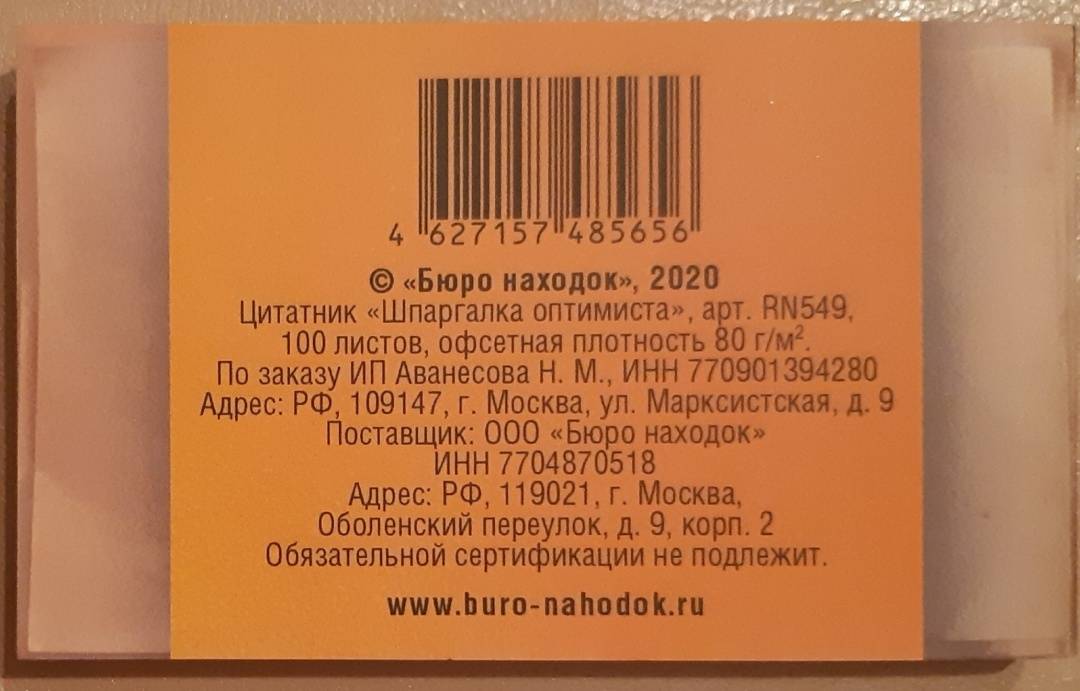 4 627157 485656
© «Бюро находок», 2020
Цитатник «Шпаргалка оптимиста», арт. RN549,
100 листов, офсетная плотность 80 г/м².
По заказу ИП Аванесова Н. М., ИНН 770901394280
Адрес: РФ, 109147, г. Москва, ул. Марксистская, д. 9
Поставщик: ООО «Бюро находок»
ИНН 7704870518
Адрес: РФ, 119021, г. Москва,
Оболенский переулок, д. 9, корп. 2
Обязательной сертификации не подлежит.
www.buro-nahodok.ru